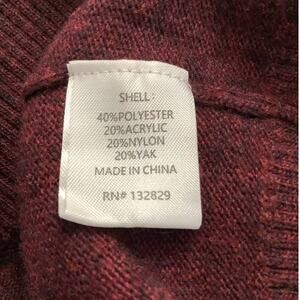 SHELL:
40%POLYESTER
20%ACRYLIC
20%NYLON
20%YAK
MADE IN CHINA
RN# 132829